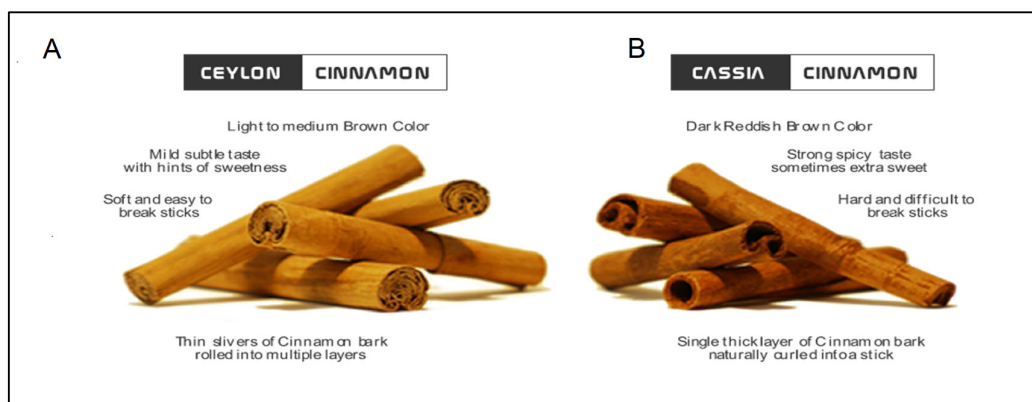 A
CEYLON CINNAMON
Light to medium Brown Color
Mild subtle taste
with hints of sweetness
Soft and easy to
break sticks
Thin slivers of Cinnamon bark
rolled into multiple layers
B
CASSIA CINNAMON
Dark Reddish Brown Color
Strong spicy taste
sometimes extra sweet
Hard and difficult to
break sticks
Single thick layer of Cinnamon bark
naturally curled into a stick